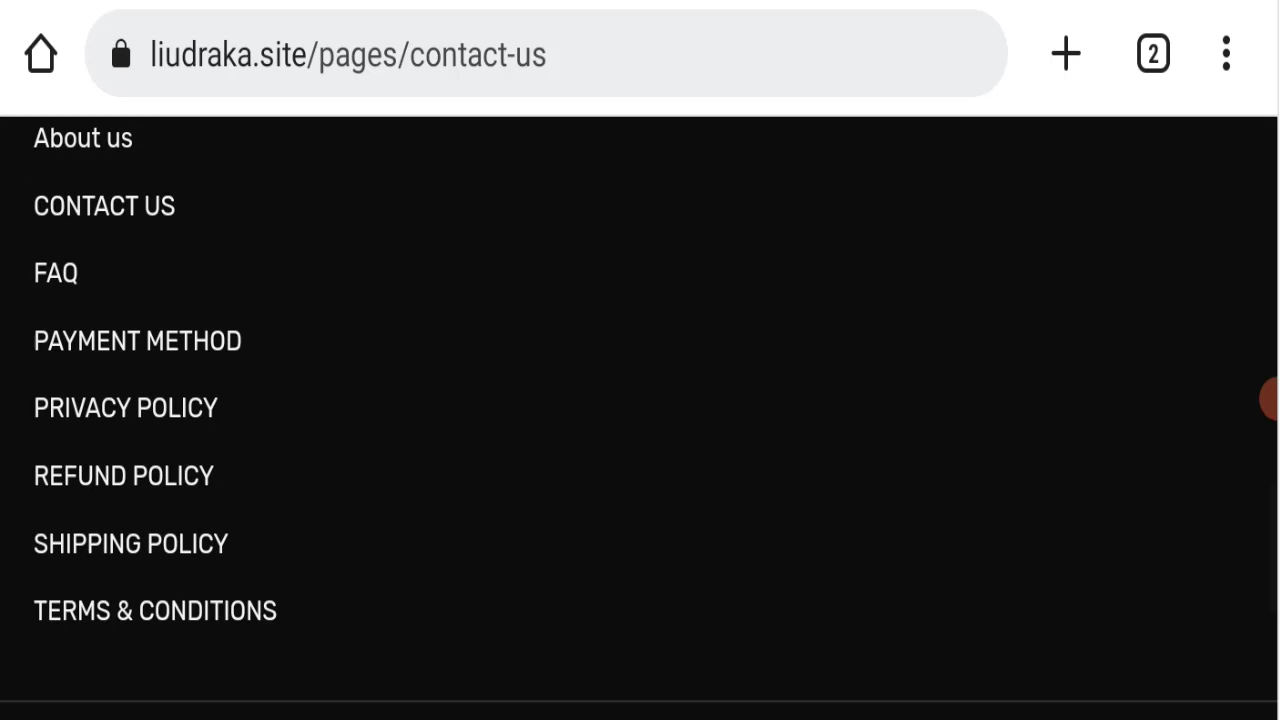 liudraka.site/pages/contact-us
2
About us
CONTACT US
FAQ
PAYMENT METHOD
PRIVACY POLICY
REFUND POLICY
SHIPPING POLICY
TERMS & CONDITIONS